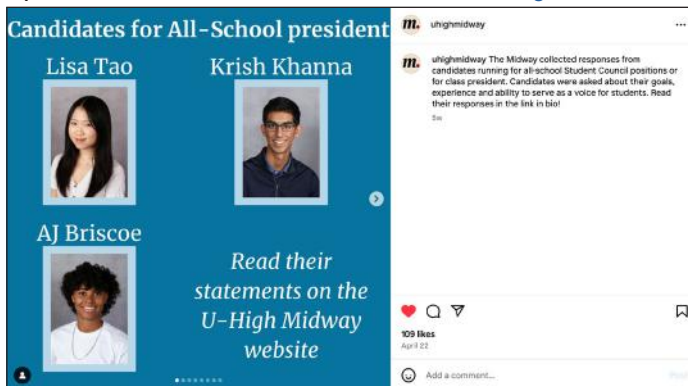 Candidates for All-School president
Lisa Tao
Krish Khanna
AJ Briscoe
Read their
statements on the
U-High Midway
website
m.
uhighmidway
m.
uhighmidway The Midway collected responses from
candidates running for all-school Student Council positions or
for class president. Candidates were asked about their goals,
experience and ability to serve as a voice for students. Read
their responses in the link in bio!
109 likes
April 22
Add a comment...